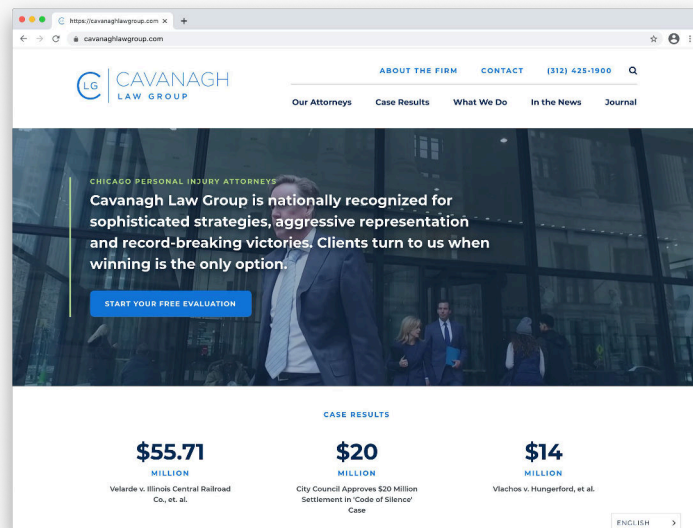 https://cavanaghlawgroup.com × +
cavanaghlawgroup.com
ABOUT THE FIRM CONTACT (312) 425-1900
LG CAVANAGH
LAW GROUP
Our Attorneys Case Results What We Do In the News Journal
CHICAGO PERSONAL INJURY ATTORNEYS
Cavanagh Law Group is nationally recognized for
sophisticated strategies, aggressive representation
and record-breaking victories. Clients turn to us when
winning is the only option.
START YOUR FREE EVALUATION
CASE RESULTS
$55.71
MILLION
Velarde v. Illinois Central Railroad
Co., et. al.
$20
MILLION
City Council Approves $20 Million
Settlement in 'Code of Silence'
Case
$14
MILLION
Vlachos v. Hungerford, et al.
ENGLISH >